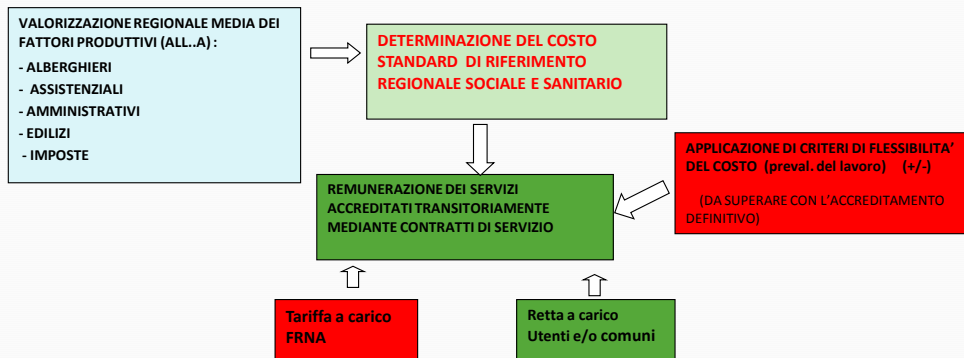 VALORIZZAZIONE REGIONALE MEDIA DEI
FATTORI PRODUTTIVI (ALL..A) :
- ALBERGHIERI
- ASSISTENZIALI
- AMMINISTRATIVI
- EDILIZI
- IMPOSTE
DETERMINAZIONE DEL COSTO
STANDARD DI RIFERIMENTO
REGIONALE SOCIALE E SANITARIO
APPLICAZIONE DI CRITERI DI FLESSIBILITA'
DEL COSTO (preval. del lavoro) (+/-)
(DA SUPERARE CON L'ACCREDITAMENTO
DEFINITIVO)
REMUNERAZIONE DEI SERVIZI
ACCREDITATI TRANSITORIAMENTE
MEDIANTE CONTRATTI DI SERVIZIO
Tariffa a carico
FRNA
Retta a carico
Utenti e/o comuni